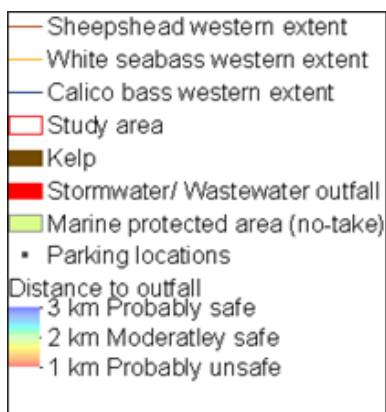 Sheepshead western extent
White seabass western extent
Calico bass western extent
Study area
Kelp
Stormwater/ Wastewater outfall
Marine protected area (no-take)
Parking locations
Distance to outfall
3 km Probably safe
2 km Moderatley safe
1 km Probably unsafe